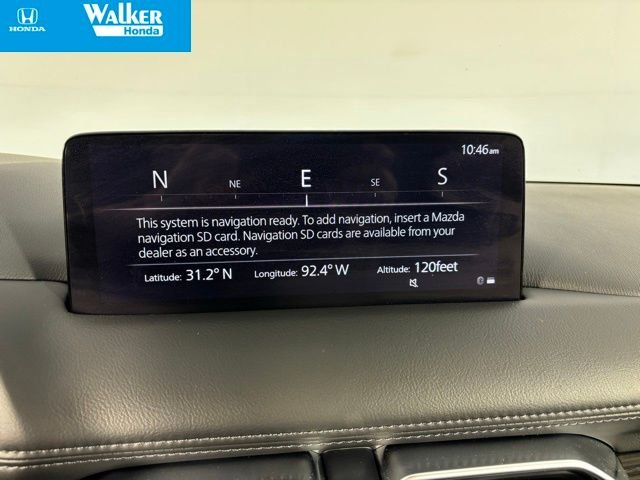 HONDA
Walker
Honda
10:46am
N NE E SE S
This system is navigation ready. To add navigation, insert a Mazda
navigation SD card. Navigation SD cards are available from your
dealer as an accessory.
Latitude: 31.2° N Longitude: 92.4° W Altitude: 120feet